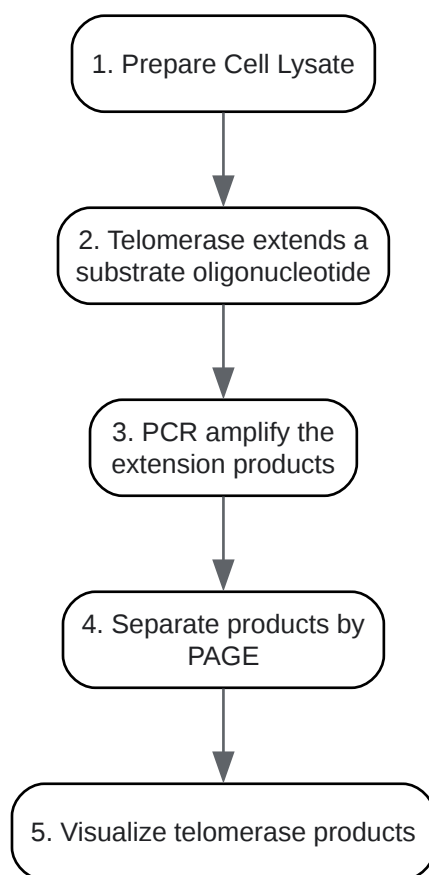 1. Prepare Cell Lysate
2. Telomerase extends a
substrate oligonucleotide
3. PCR amplify the
extension products
4. Separate products by
PAGE
5. Visualize telomerase products